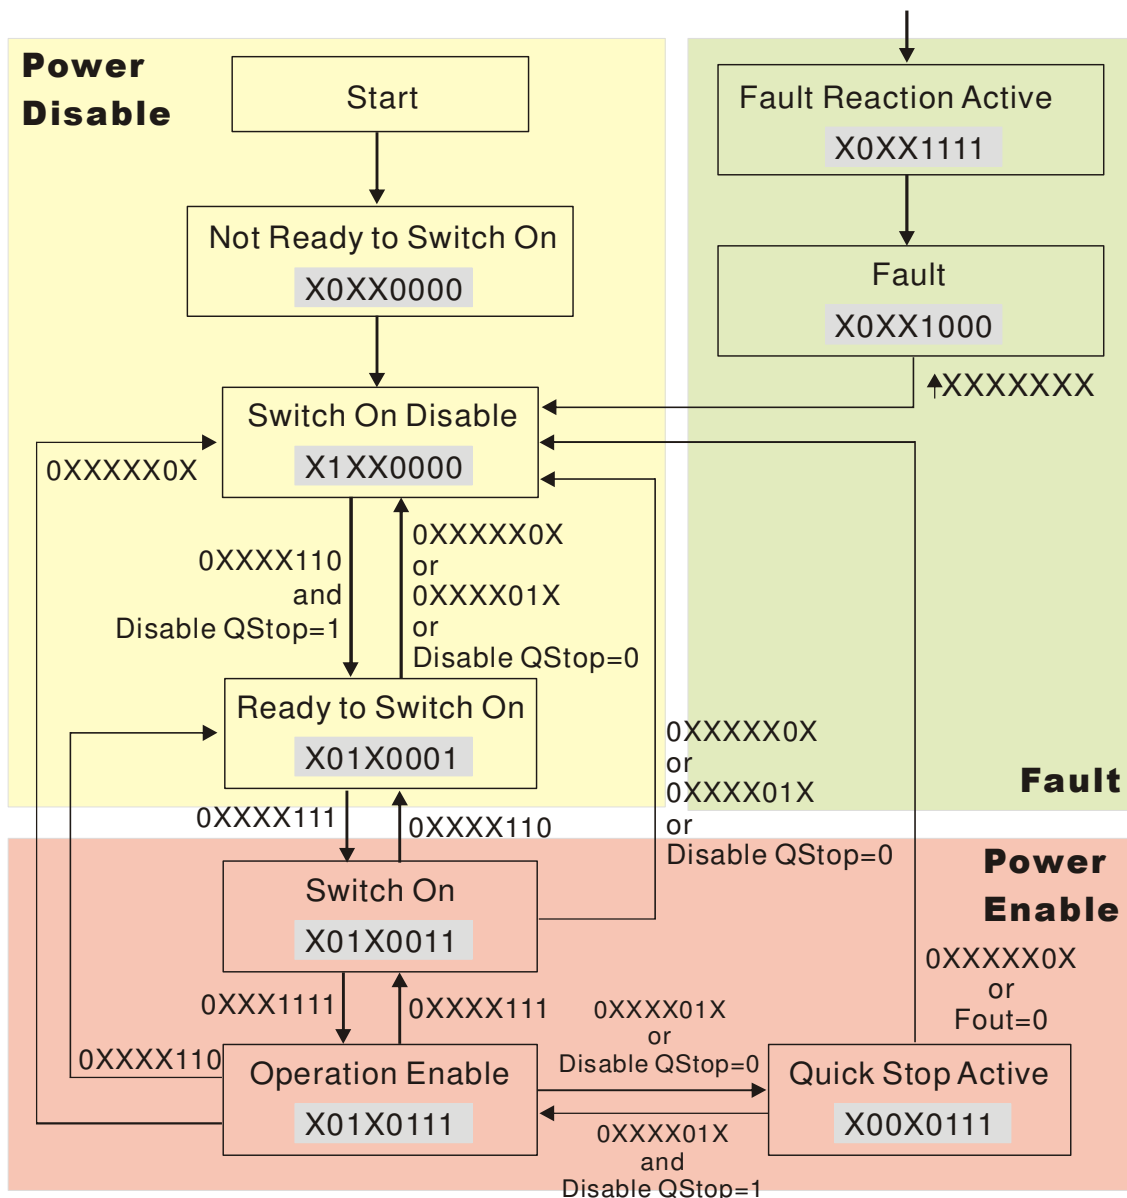 Power
Disable
Start
Not Ready to Switch On
X0XX0000
Switch On Disable
X1XX0000
0XXXXX0X
0XXXX110
and
Disable QStop=1
0XXXXX0X
or
0XXXX01X
or
Disable QStop=0
Ready to Switch On
X01X0001
0XXXX111
0XXXX110
Fault Reaction Active
X0XX1111
Fault
X0XX1000
XXXXXXX
Fault
0XXXXX0X
or
0XXXX01X
or
Disable QStop=0
Power
Enable
Switch On
X01X0011
0XXX1111
0XXXX111
0XXXX110
Operation Enable
X01X0111
0XXXX01X
or
Disable QStop=0
0XXXX01X
and
Disable QStop=1
0XXXXX0X
or
Fout=0
Quick Stop Active
X00X0111